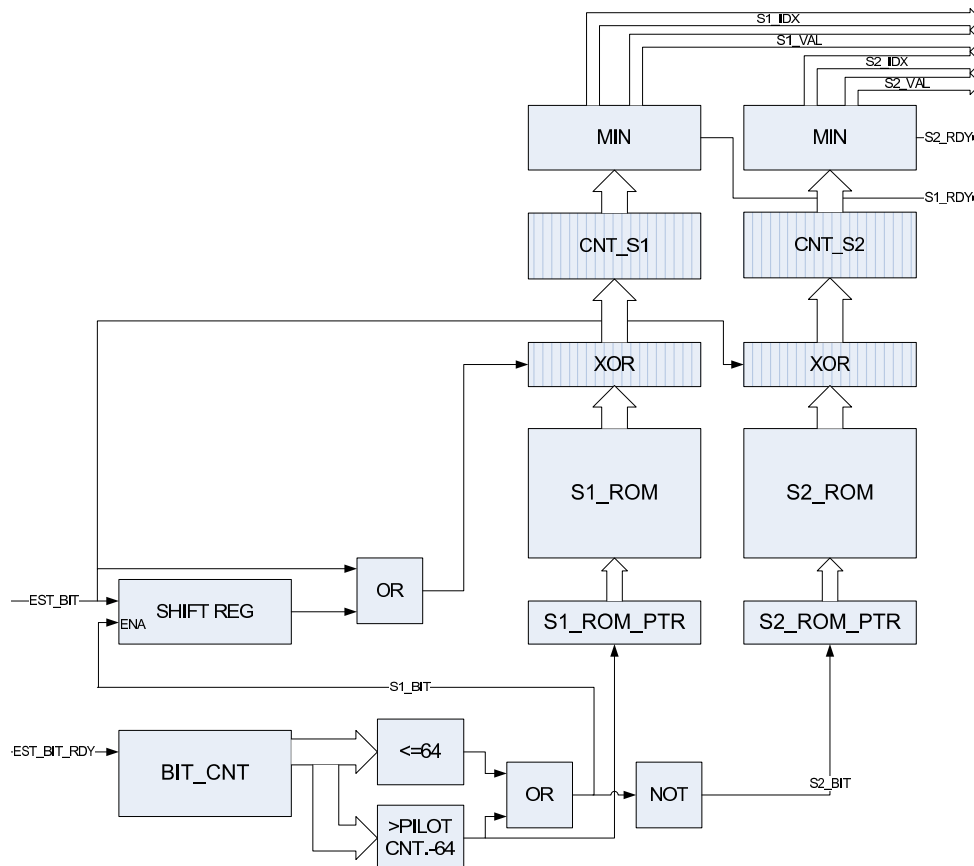 S1_IDX
S1_VAL
S2_IDX
S2_VAL
MIN
MIN
S2_RDY
S1_RDY
CNT_S1
CNT_S2
XOR
XOR
S1_ROM
S2_ROM
OR
EST_BIT
SHIFT REG
ENA
S1_ROM_PTR
S2_ROM_PTR
S1_BIT
EST_BIT_RDY
BIT_CNT
<=64
OR
NOT
S2_BIT
>PILOT
CNT.-64